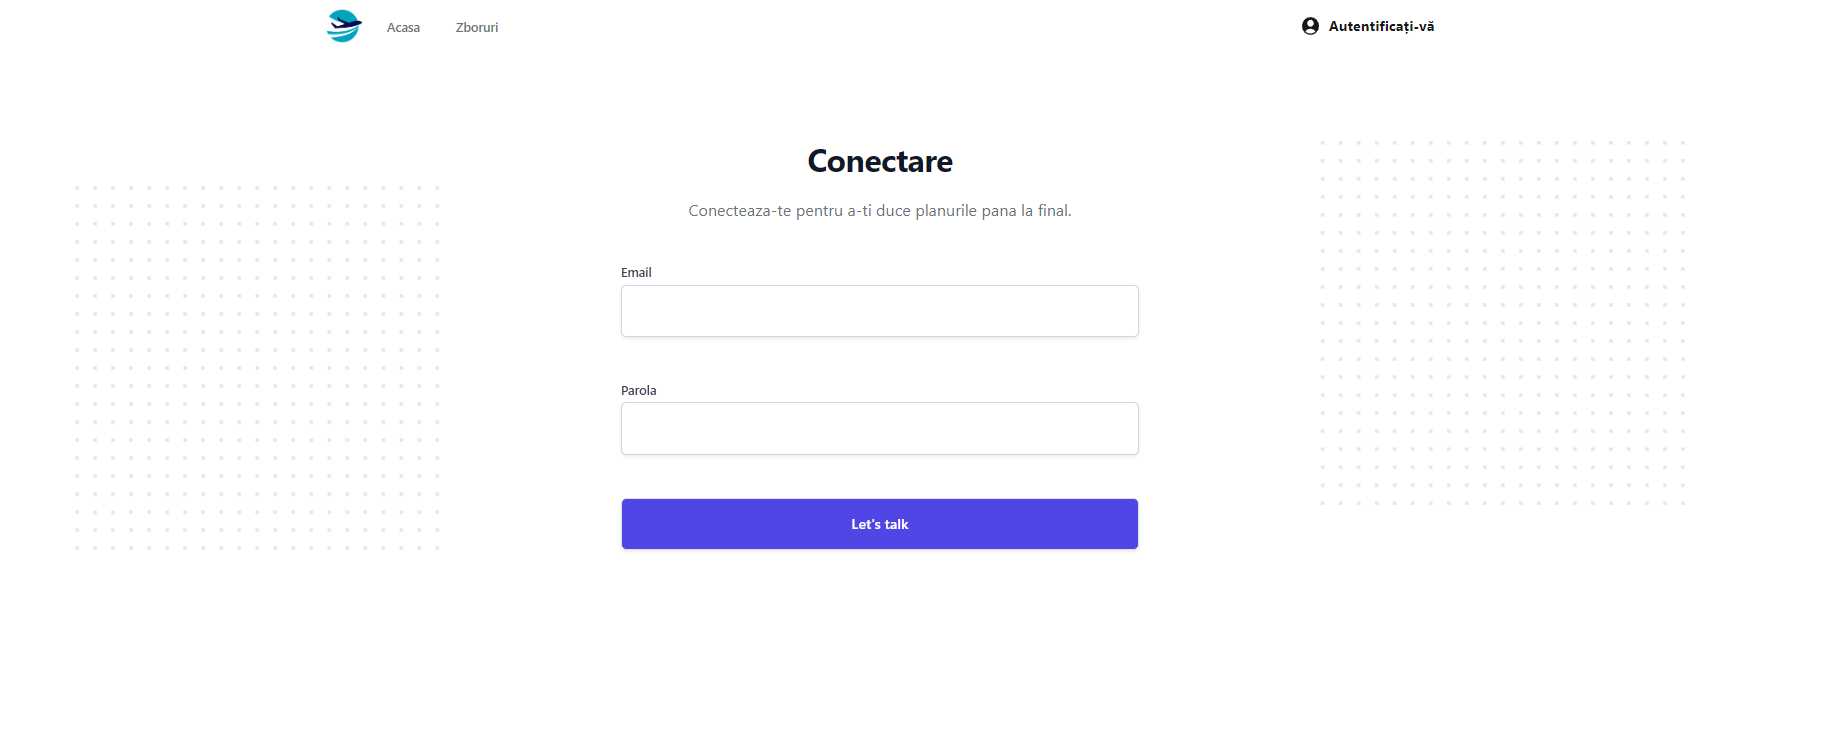 Acasa
Zboruri
Autentificați-vă
Conectare
Conecteaza-te pentru a-ti duce planurile pana la final.
Email
Parola
Let's talk